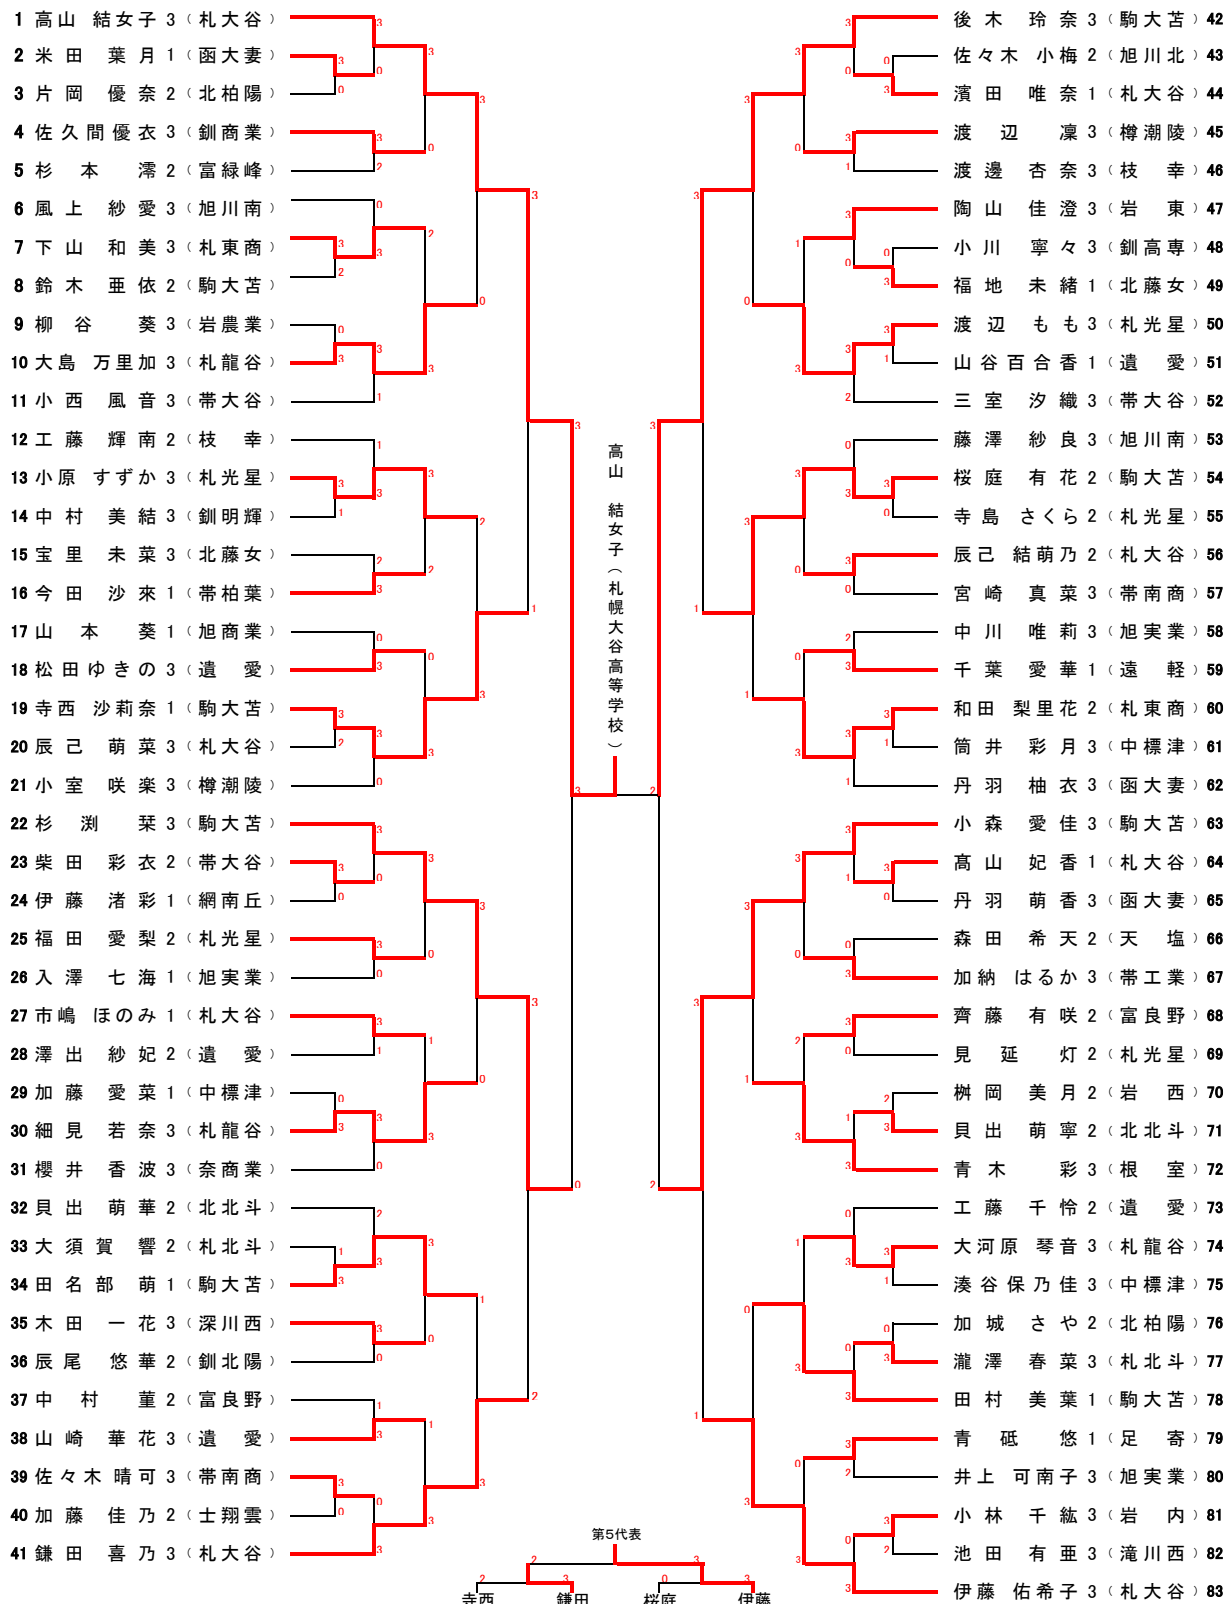 1 高山 結女子 3（札大谷）
2 米田 葉月 1（函大妻）
3 片岡 優奈 2（北柏陽）
4 佐久間優衣 3（釧商業）
5 杉本 澪 2（富緑峰）
6 風上 紗愛 3（旭川南）
7 下山 和美 3（札東商）
8 鈴木 亜依 2（駒大苫）
9 柳谷 葵 3（岩農業）
10 大島 万里加 3（札龍谷）
11 小西 風音 3（帯大谷）
12 工藤 輝南 2（枝幸）
13 小原 すずか 3（札光星）
14 中村 美結 3（釧明輝）
15 宝里 未菜 3（北藤女）
16 今田 沙來 1（帯柏葉）
17 山本 葵 1（旭商業）
18 松田ゆきの 3（遺愛）
19 寺西 沙莉奈 1（駒大苫）
20 辰己 萌菜 3（札大谷）
21 小室 咲楽 3（樽潮陵）
22 杉渕 栞 3（駒大苫）
23 柴田 彩衣 2（帯大谷）
24 伊藤 渚彩 1（網南丘）
25 福田 愛梨 2（札光星）
26 入澤 七海 1（旭実業）
27 市嶋 ほのみ 1（札大谷）
28 澤出 紗妃 2（遺愛）
29 加藤 愛菜 1（中標津）
30 細見 若奈 3（札龍谷）
31 櫻井 香波 3（奈商業）
32 貝出 萌華 2（北北斗）
33 大須賀 響 2（札北斗）
34 田名部 萌 1（駒大苫）
35 木田 一花 3（深川西）
36 辰尾 悠華 2（釧北陽）
37 中村 菫 2（富良野）
38 山崎 華花 3（遺愛）
39 佐々木晴可 3（帯南商）
40 加藤 佳乃 2（士翔雲）
41 鎌田 喜乃 3（札大谷）
高山 結女子（札幌大谷高等学校）
後木 玲奈 3（駒大苫）42
佐々木 小梅 2（旭川北）43
濱田 唯奈 1（札大谷）44
渡辺 凜 3（樽潮陵）45
渡邊 杏奈 3（枝幸）46
陶山 佳澄 3（岩東）47
小川 寧々 3（釧高専）48
福地 未緒 1（北藤女）49
渡辺 もも 3（札光星）50
山谷百合香 1（遺愛）51
三室 汐織 3（帯大谷）52
藤澤 紗良 3（旭川南）53
桜庭 有花 2（駒大苫）54
寺島 さくら 2（札光星）55
辰己 結萌乃 2（札大谷）56
宮崎 真菜 3（帯南商）57
中川 唯莉 3（旭実業）58
千葉 愛華 1（遠軽）59
和田 梨里花 2（札東商）60
筒井 彩月 3（中標津）61
丹羽 柚衣 3（函大妻）62
小森 愛佳 3（駒大苫）63
髙山 妃香 1（札大谷）64
丹羽 萌香 3（函大妻）65
森田 希天 2（天塩）66
加納 はるか 3（帯工業）67
齊藤 有咲 2（富良野）68
見延 灯 2（札光星）69
桝岡 美月 2（岩西）70
貝出 萌寧 2（北北斗）71
青木 彩 3（根室）72
工藤 千怜 2（遺愛）73
大河原 琴音 3（札龍谷）74
湊谷保乃佳 3（中標津）75
加城 さや 2（北柏陽）76
瀧澤 春菜 3（札北斗）77
田村 美葉 1（駒大苫）78
青砥 悠 1（足寄）79
井上 可南子 3（旭実業）80
小林 千紘 3（岩内）81
池田 有亜 3（滝川西）82
伊藤 佑希子 3（札大谷）83
第5代表
2 3
2 3 0 3
寺西 鎌田 桜庭 伊藤